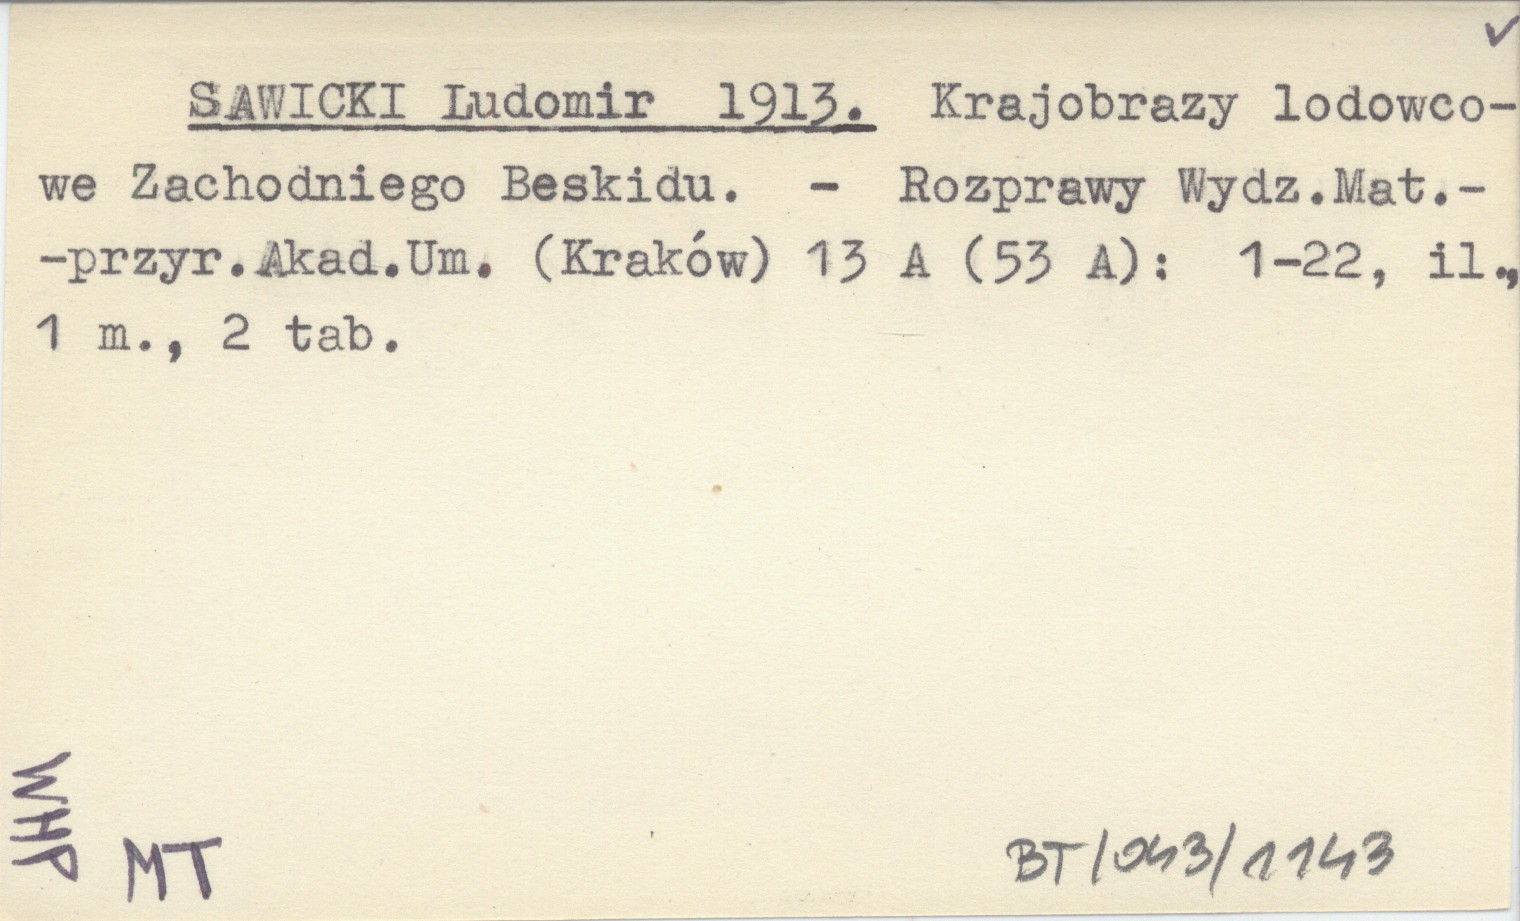 SAWICKI Ludomir 1913. Krajobrazy lodowco-
we Zachodniego Beskidu. - Rozprawy Wydz.Mat.-
-przyr.Akad.Um. (Kraków) 13 A (53 A): 1-22, il.,
1 m., 2 tab.
WHP
MT
BT/043/1143